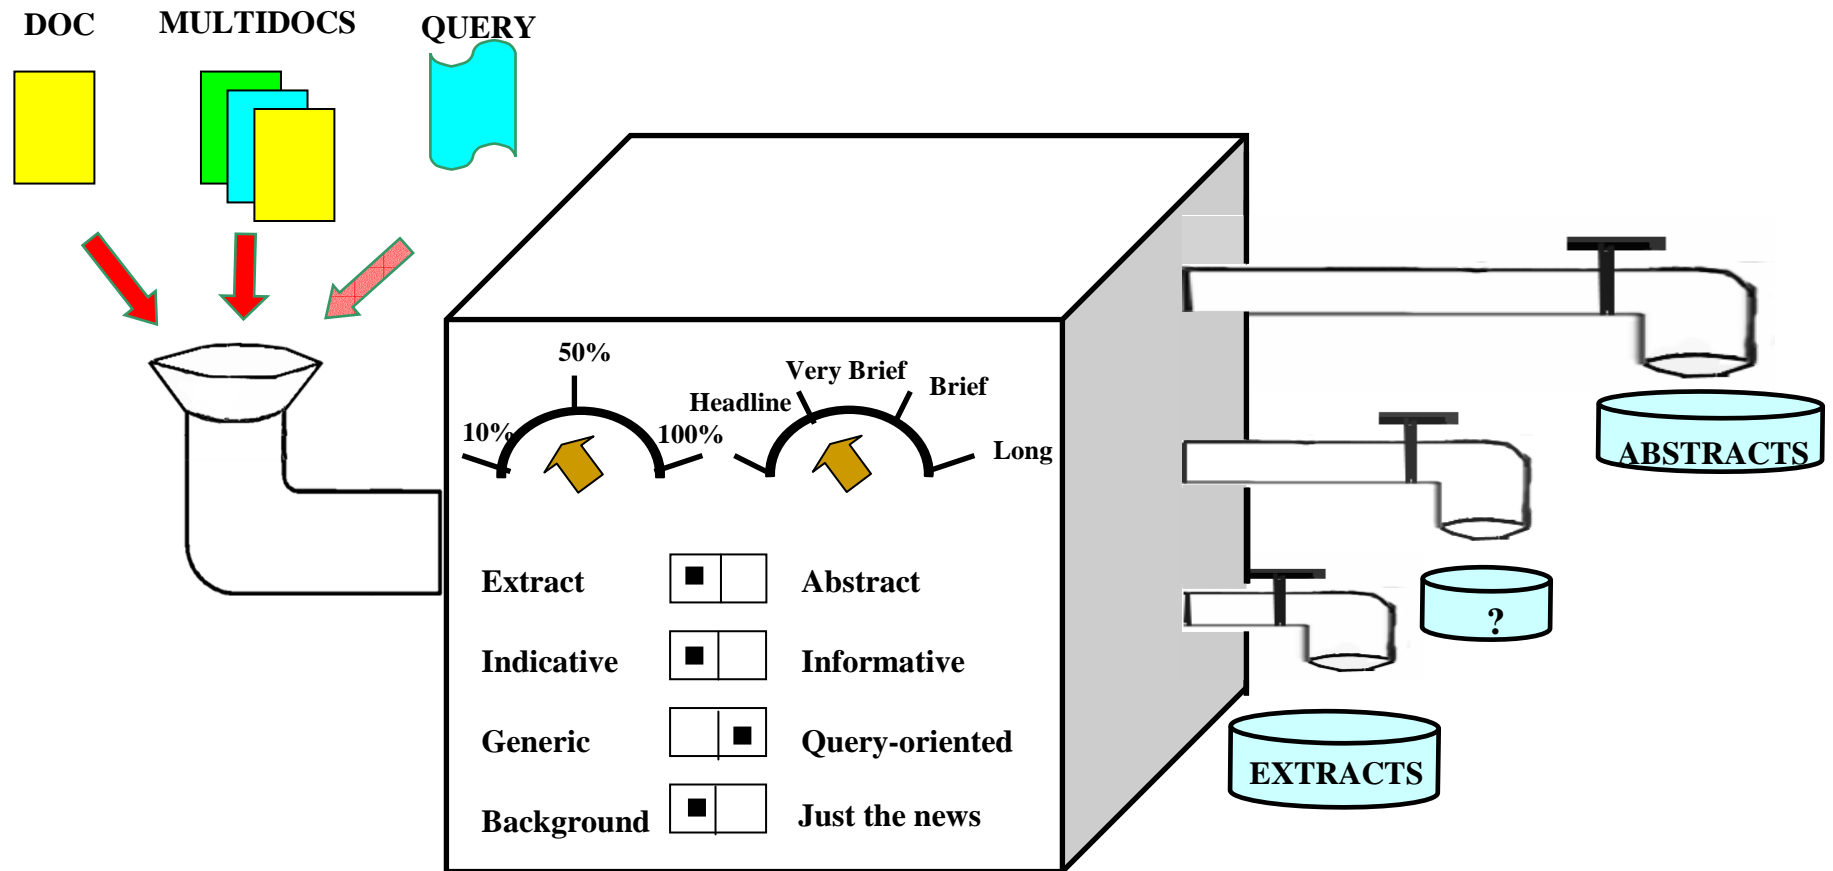 DOC MULTIDOCS QUERY
50%
10%
100%
Very Brief
Headline
Brief
Long
Extract Abstract
Indicative Informative
Generic Query-oriented
Background Just the news
ABSTRACTS
?
EXTRACTS